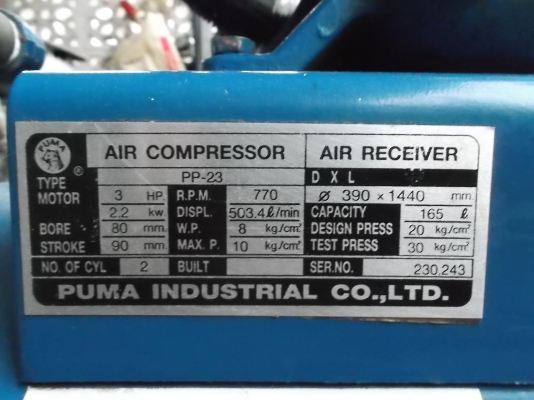 PUMA ®
AIR COMPRESSOR
AIR RECEIVER
TYPE PP-23 D X L
MOTOR 3 HP. R.P.M. 770 Ø 390 x 1440 mm.
2.2 kw. DISPL. 503.4ℓ/min CAPACITY 165 ℓ
BORE 80 mm. W.P. 8 kg/cm² DESIGN PRESS 20 kg/cm²
STROKE 90 mm. MAX. P. 10 kg/cm² TEST PRESS 30 kg/cm²
NO. OF CYL 2 BUILT SER.NO. 230,243
PUMA INDUSTRIAL CO.,LTD.